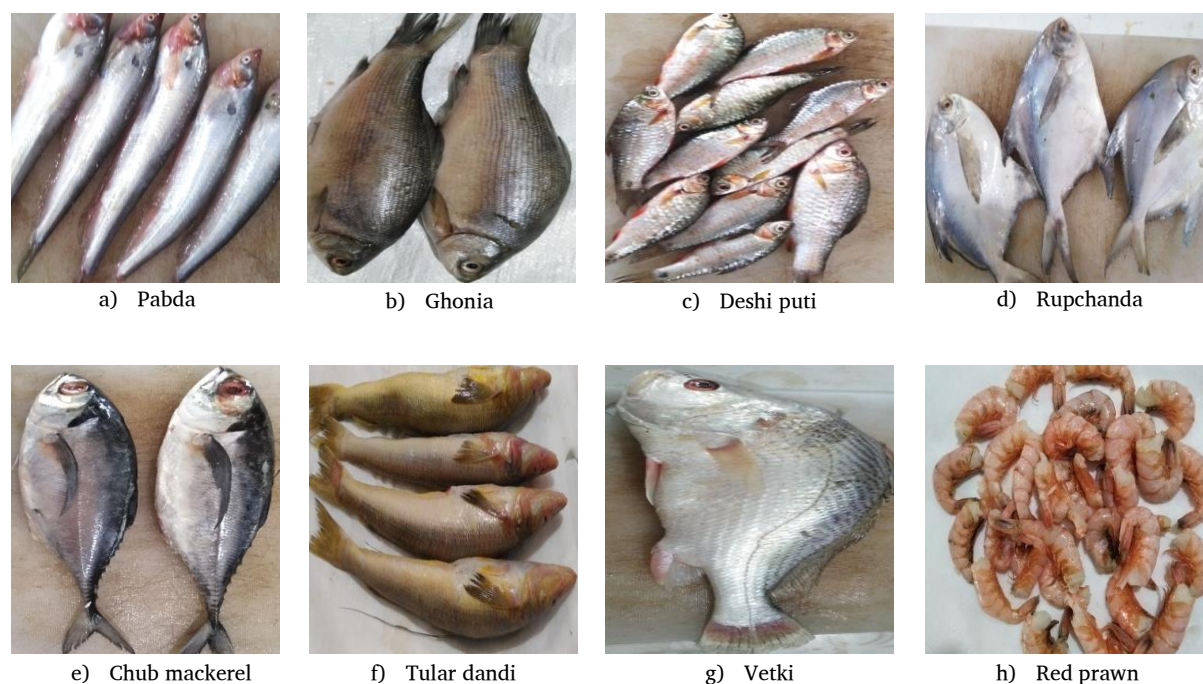 a) Pabda
b) Ghonia
c) Deshi puti
d) Rupchanda
e) Chub mackerel
f) Tular dandi
g) Vetki
h) Red prawn